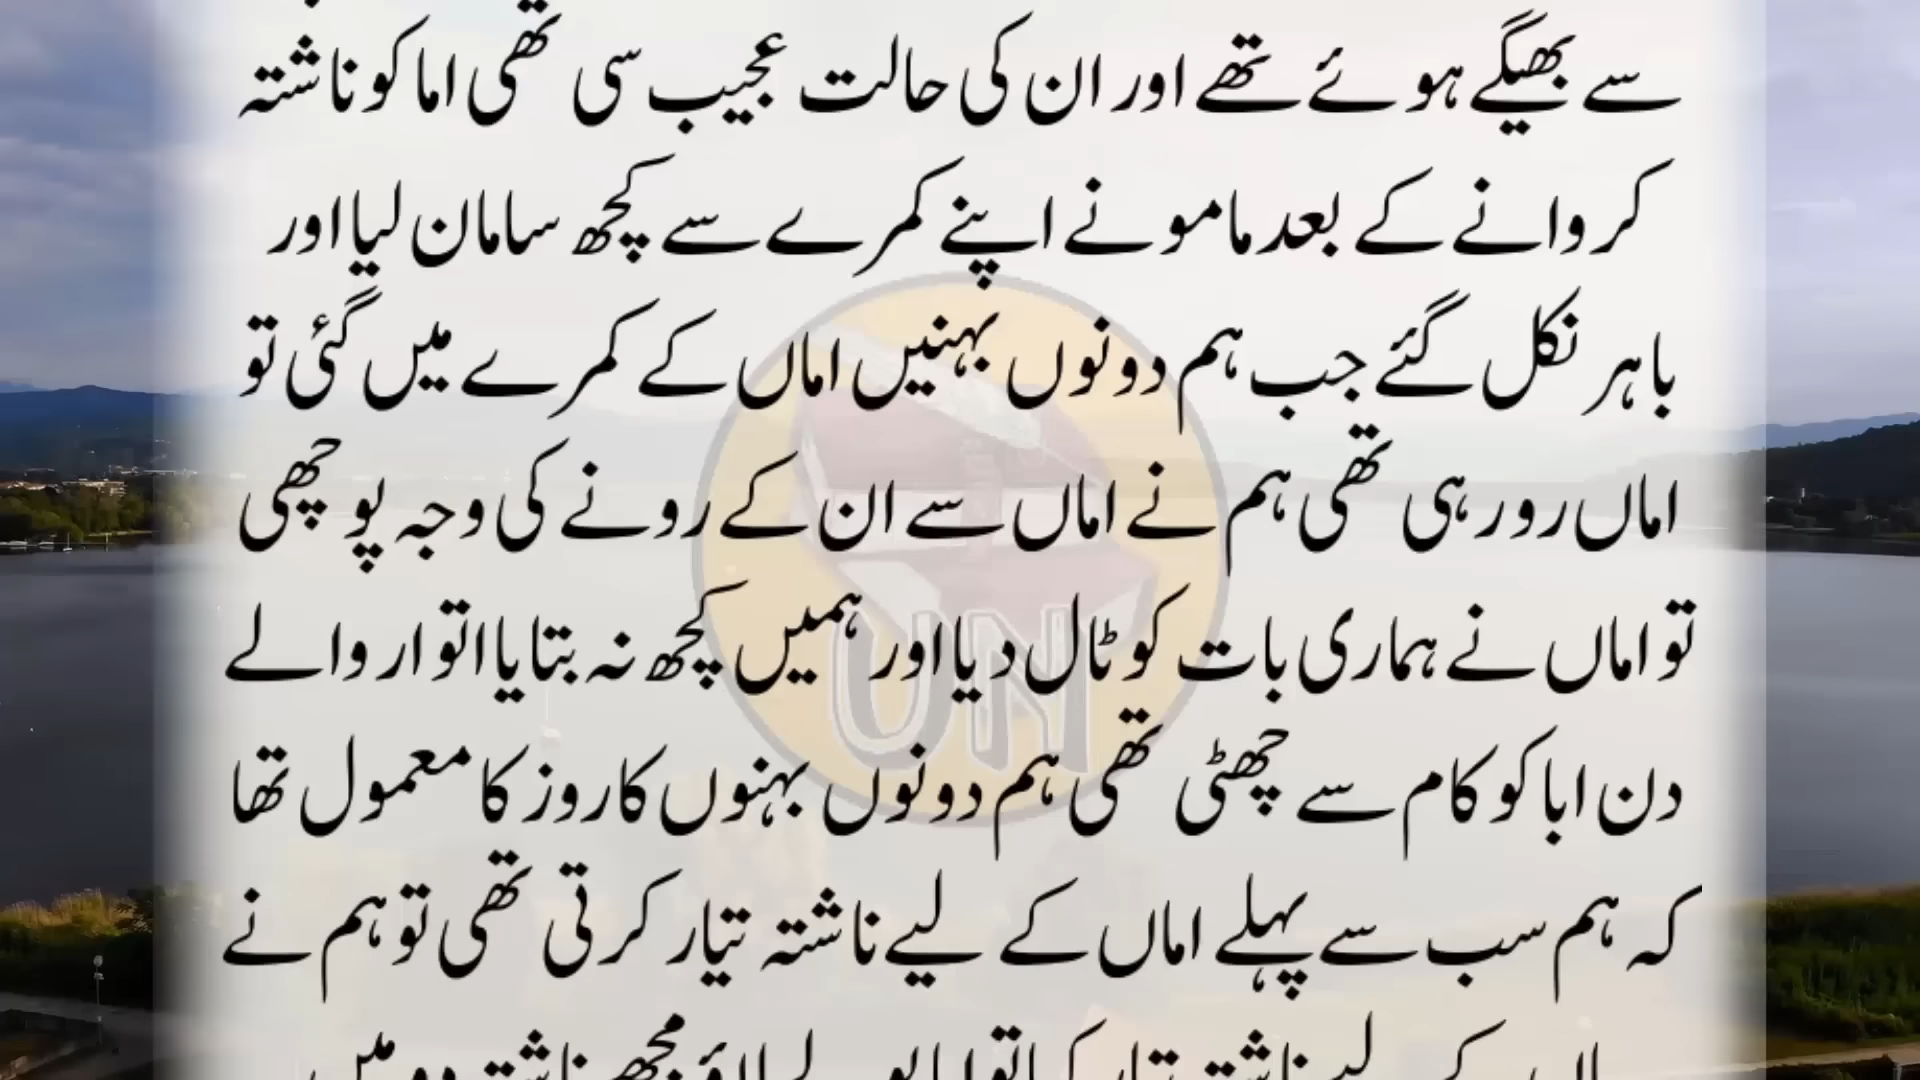 سے بھیگے ہوئے تھے اور ان کی حالت عجیب سی تھی اما کو ناشتہ
کروانے کے بعد مامو نے اپنے کمرے سے کچھ سامان لیا اور
باہر نکل گئے جب ہم دونوں بہنیں اماں کے کمرے میں گئی تو
اماں رو رہی تھی ہم نے اماں سے ان کے رونے کی وجہ پوچھی
تو اماں نے ہماری بات کو ٹال دیا اور ہمیں کچھ نہ بتایا اتوار والے
دن ابا کو کام سے چھٹی تھی ہم دونوں بہنوں کا روز کا معمول تھا
کہ ہم سب سے پہلے اماں کے لیے ناشتہ تیار کرتی تھی تو ہم نے
UN